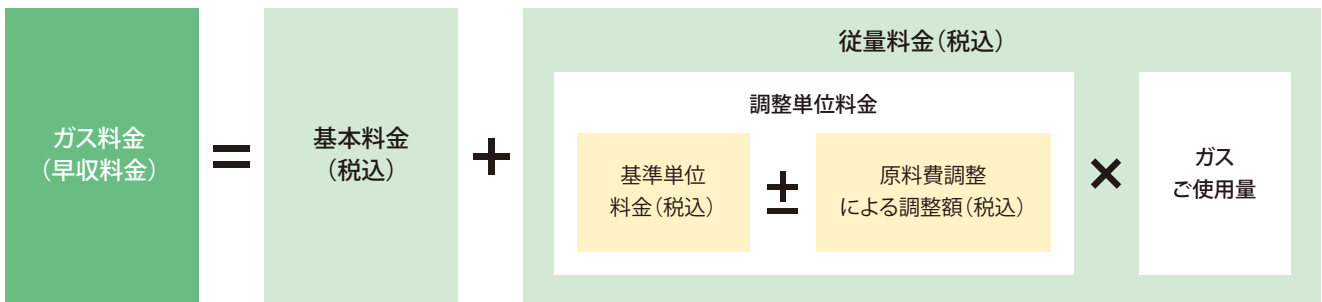 ガス料金
（早収料金）
＝
基本料金
（税込）
＋
従量料金（税込）
調整単位料金
基準単位
料金（税込）
±
原料費調整
による調整額（税込）
×
ガス
ご使用量